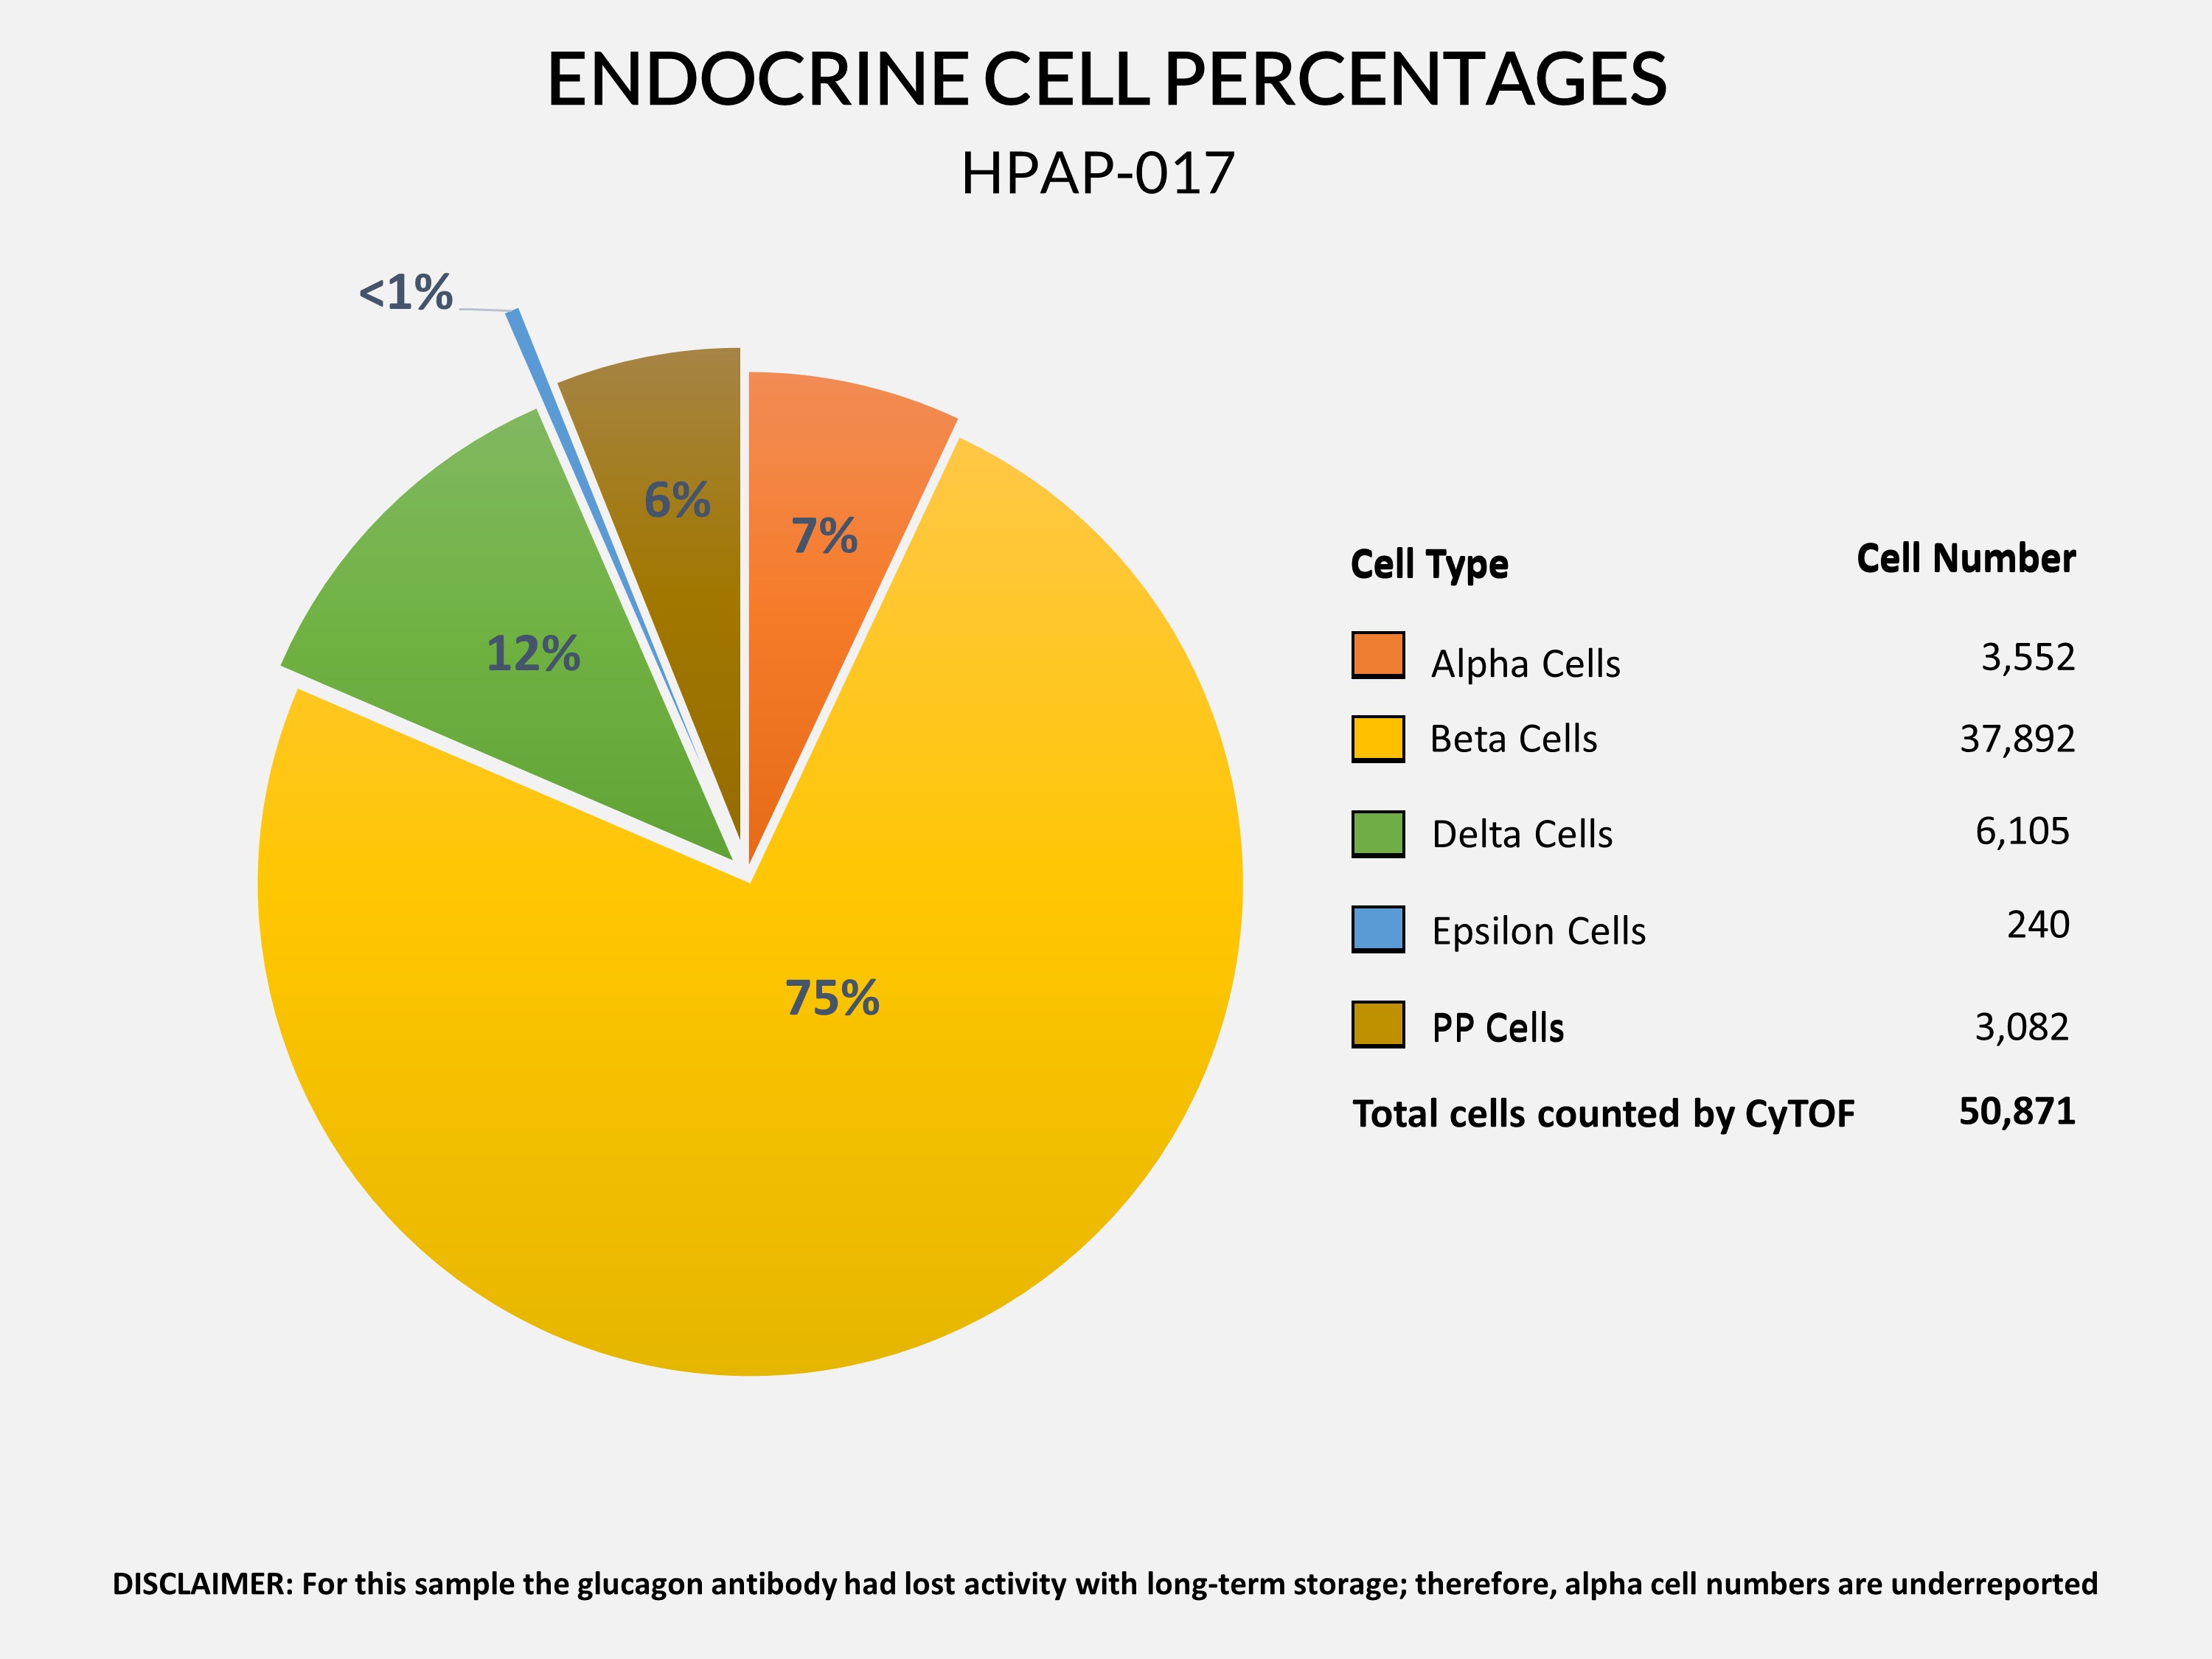 ENDOCRINE CELL PERCENTAGES
HPAP-017
<1%
6%
7%
12%
75%
Cell Type Cell Number
Alpha Cells 3,552
Beta Cells 37,892
Delta Cells 6,105
Epsilon Cells 240
PP Cells 3,082
Total cells counted by CyTOF 50,871
DISCLAIMER: For this sample the glucagon antibody had lost activity with long-term storage; therefore, alpha cell numbers are underreported